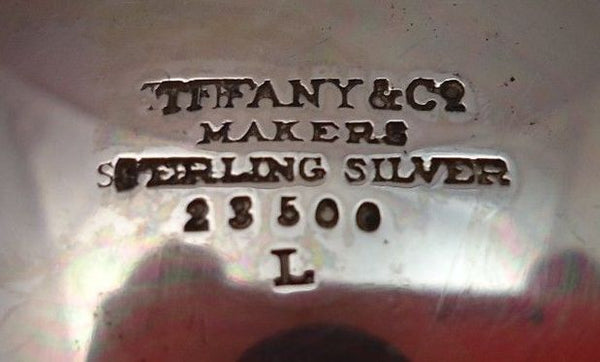 TIFFANY & Co
MAKERS
STERLING SILVER
23500
L